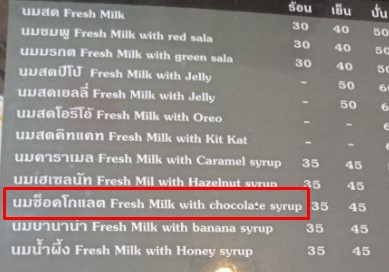 ร้อน เย็น ปั่น
นมสด Fresh Milk 30 40 50
นมชมพู Fresh Milk with red sala 30 40 50
นมมรกต Fresh Milk with green sala 30 40 50
นมสดปีโป้ Fresh Milk with Jelly - 50 60
นมสดเยลลี่ Fresh Milk with Jelly - 50 60
นมสดโอรีโอ้ Fresh Milk with Oreo - -
นมสดคิทแคท Fresh Milk with Kit Kat - -
นมคาราเมล Fresh Milk with Caramel syrup 35 45
นมเฮเซลนัท Fresh Mil with Hazelnut syrup 35 45
นมช็อคโกแลต Fresh Milk with chocolate syrup 35 45
นมบานาน่า Fresh Milk with banana syrup 35 45
นมน้ำผึ้ง Fresh Milk with Honey syrup 35 45